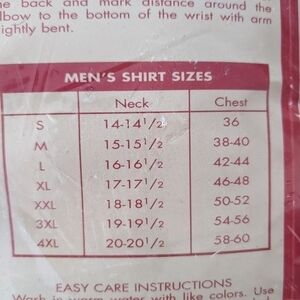 back and mark distance around the
lbow to the bottom of the wrist with arm
ightly bent.
MEN'S SHIRT SIZES
Neck Chest
S 14-14 1/2 36
M 15-15 1/2 38-40
L 16-16 1/2 42-44
XL 17-17 1/2 46-48
XXL 18-18 1/2 50-52
3XL 19-19 1/2 54-56
4XL 20-20 1/2 58-60
EASY CARE INSTRUCTIONS
Wash in warm water with like colors. Use